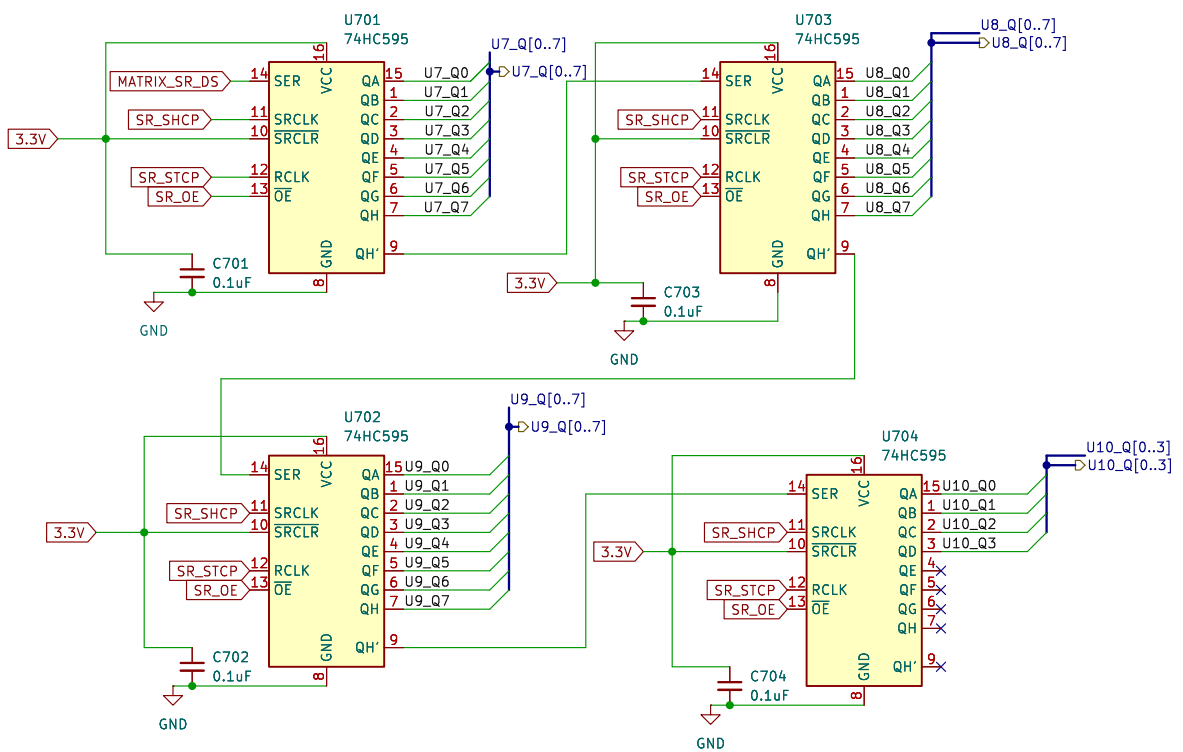 U701
74HC595
16
VCC
MATRIX_SR_DS
14
SER
SR_SHCP
11
SRCLK
3.3V
10
SRCLR
SR_STCP
12
RCLK
SR_OE
13
OE
QA
15
U7_Q0
QB
1
U7_Q1
QC
2
U7_Q2
QD
3
U7_Q3
QE
4
U7_Q4
QF
5
U7_Q5
QG
6
U7_Q6
QH
7
U7_Q7
QH'
9
GND
8
U7_Q[0..7]
U7_Q[0..7]
C701
0.1uF
GND
U703
74HC595
16
VCC
14
SER
SR_SHCP
11
SRCLK
10
SRCLR
SR_STCP
12
RCLK
SR_OE
13
OE
QA
15
U8_Q0
QB
1
U8_Q1
QC
2
U8_Q2
QD
3
U8_Q3
QE
4
U8_Q4
QF
5
U8_Q5
QG
6
U8_Q6
QH
7
U8_Q7
QH'
9
GND
8
U8_Q[0..7]
U8_Q[0..7]
3.3V
C703
0.1uF
GND
U702
74HC595
16
VCC
14
SER
SR_SHCP
11
SRCLK
3.3V
10
SRCLR
SR_STCP
12
RCLK
SR_OE
13
OE
QA
15
U9_Q0
QB
1
U9_Q1
QC
2
U9_Q2
QD
3
U9_Q3
QE
4
U9_Q4
QF
5
U9_Q5
QG
6
U9_Q6
QH
7
U9_Q7
QH'
9
GND
8
U9_Q[0..7]
U9_Q[0..7]
C702
0.1uF
GND
U704
74HC595
16
VCC
14
SER
SR_SHCP
11
SRCLK
3.3V
10
SRCLR
SR_STCP
12
RCLK
SR_OE
13
OE
QA
15
U10_Q0
QB
1
U10_Q1
QC
2
U10_Q2
QD
3
U10_Q3
QE
4
QF
5
QG
6
QH
7
QH'
9
GND
8
U10_Q[0..3]
U10_Q[0..3]
C704
0.1uF
GND